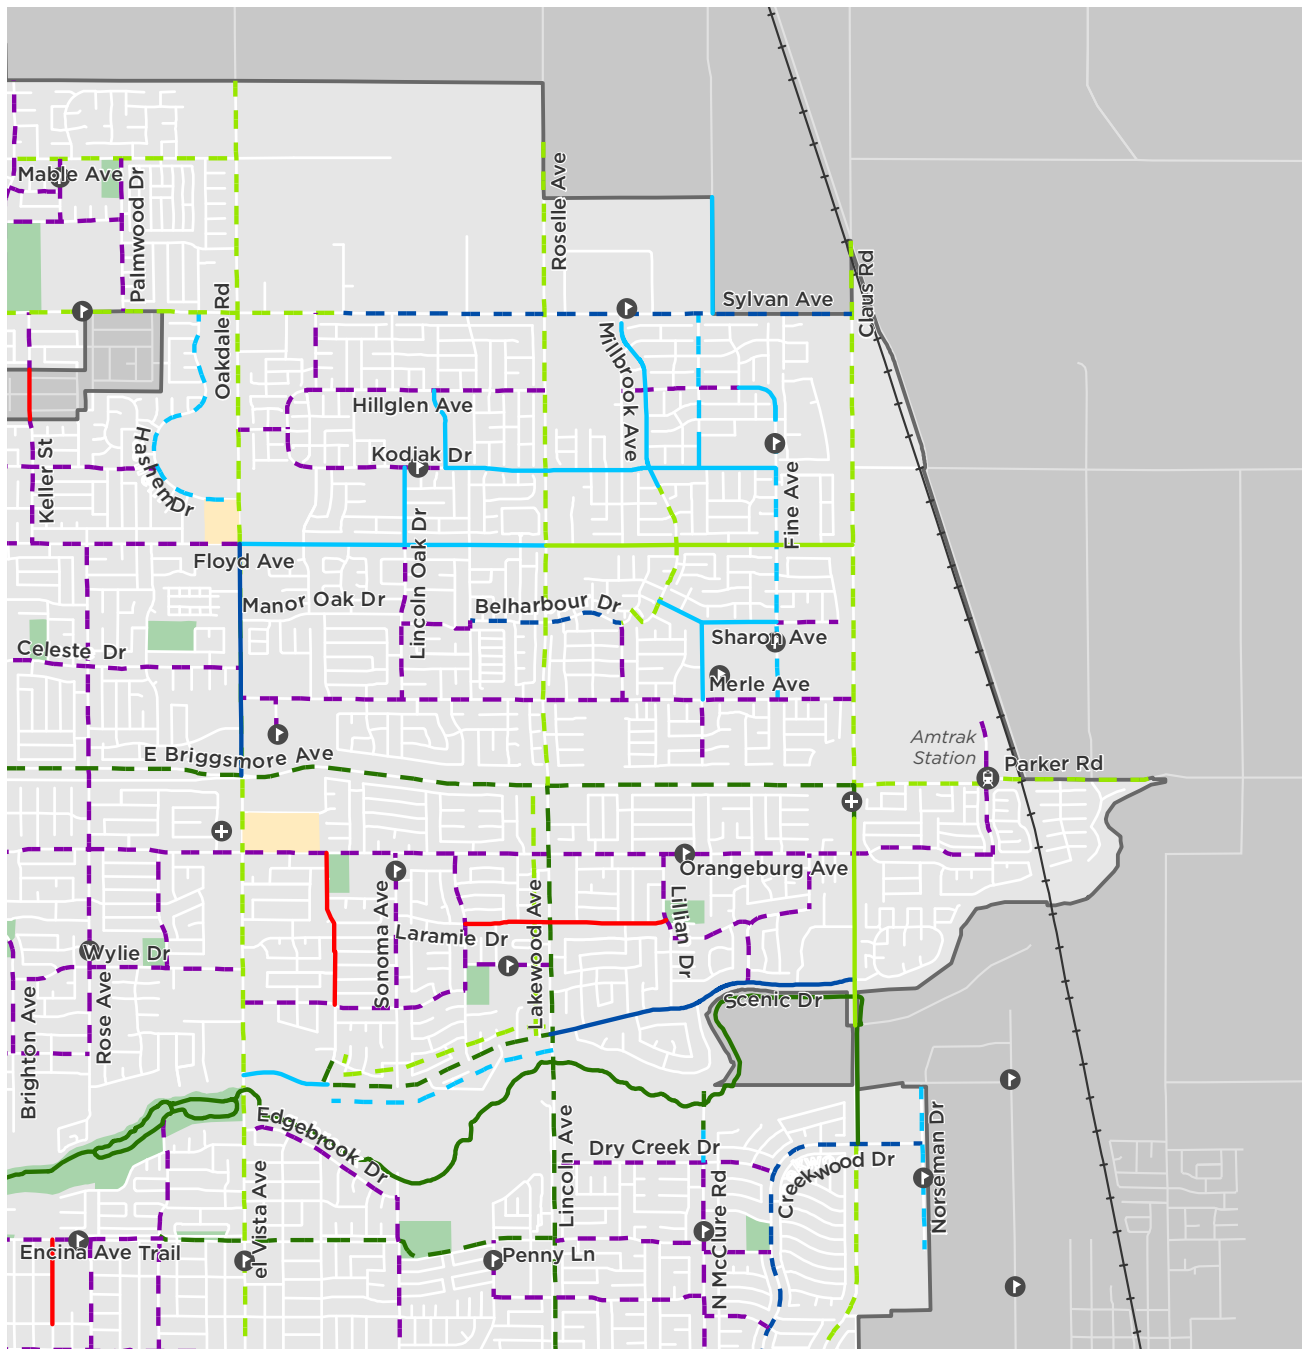 Mable Ave
Palmwood Dr
Roselle Ave
Claus Rd
Oakdale Rd
Sylvan Ave
Millbrook Ave
Hillglen Ave
Kodiak Dr
Keller St
Hashem Dr
Fine Ave
Lincoln Oak Dr
Floyd Ave
Manor Oak Dr
Belharbour Dr
Sharon Ave
Celeste Dr
Merle Ave
E Briggsmore Ave
Amtrak
Station
Parker Rd
Orangeburg Ave
Sonoma Ave
Lakewood Ave
Lillian Dr
Laramie Dr
Wylie Dr
Rose Ave
Brighton Ave
Scenic Dr
Edgebrook Dr
Lincoln Ave
Dry Creek Dr
Creekwood Dr
Norseman Dr
N McClure Rd
el Vista Ave
Encina Ave Trail
Penny Ln